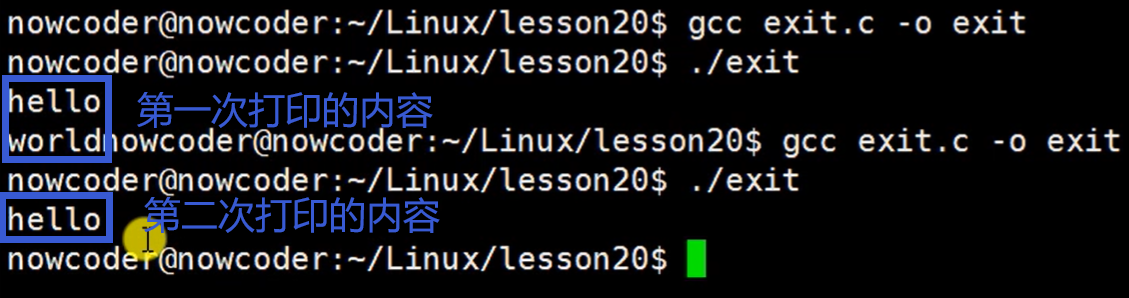 nowcoder@nowcoder:~/Linux/lesson20$ gcc exit.c -o exit
nowcoder@nowcoder:~/Linux/lesson20$ ./exit
hello 第一次打印的内容
worldnowcoder@nowcoder:~/Linux/lesson20$ gcc exit.c -o exit
nowcoder@nowcoder:~/Linux/lesson20$ ./exit
hello 第二次打印的内容
nowcoder@nowcoder:~/Linux/lesson20$